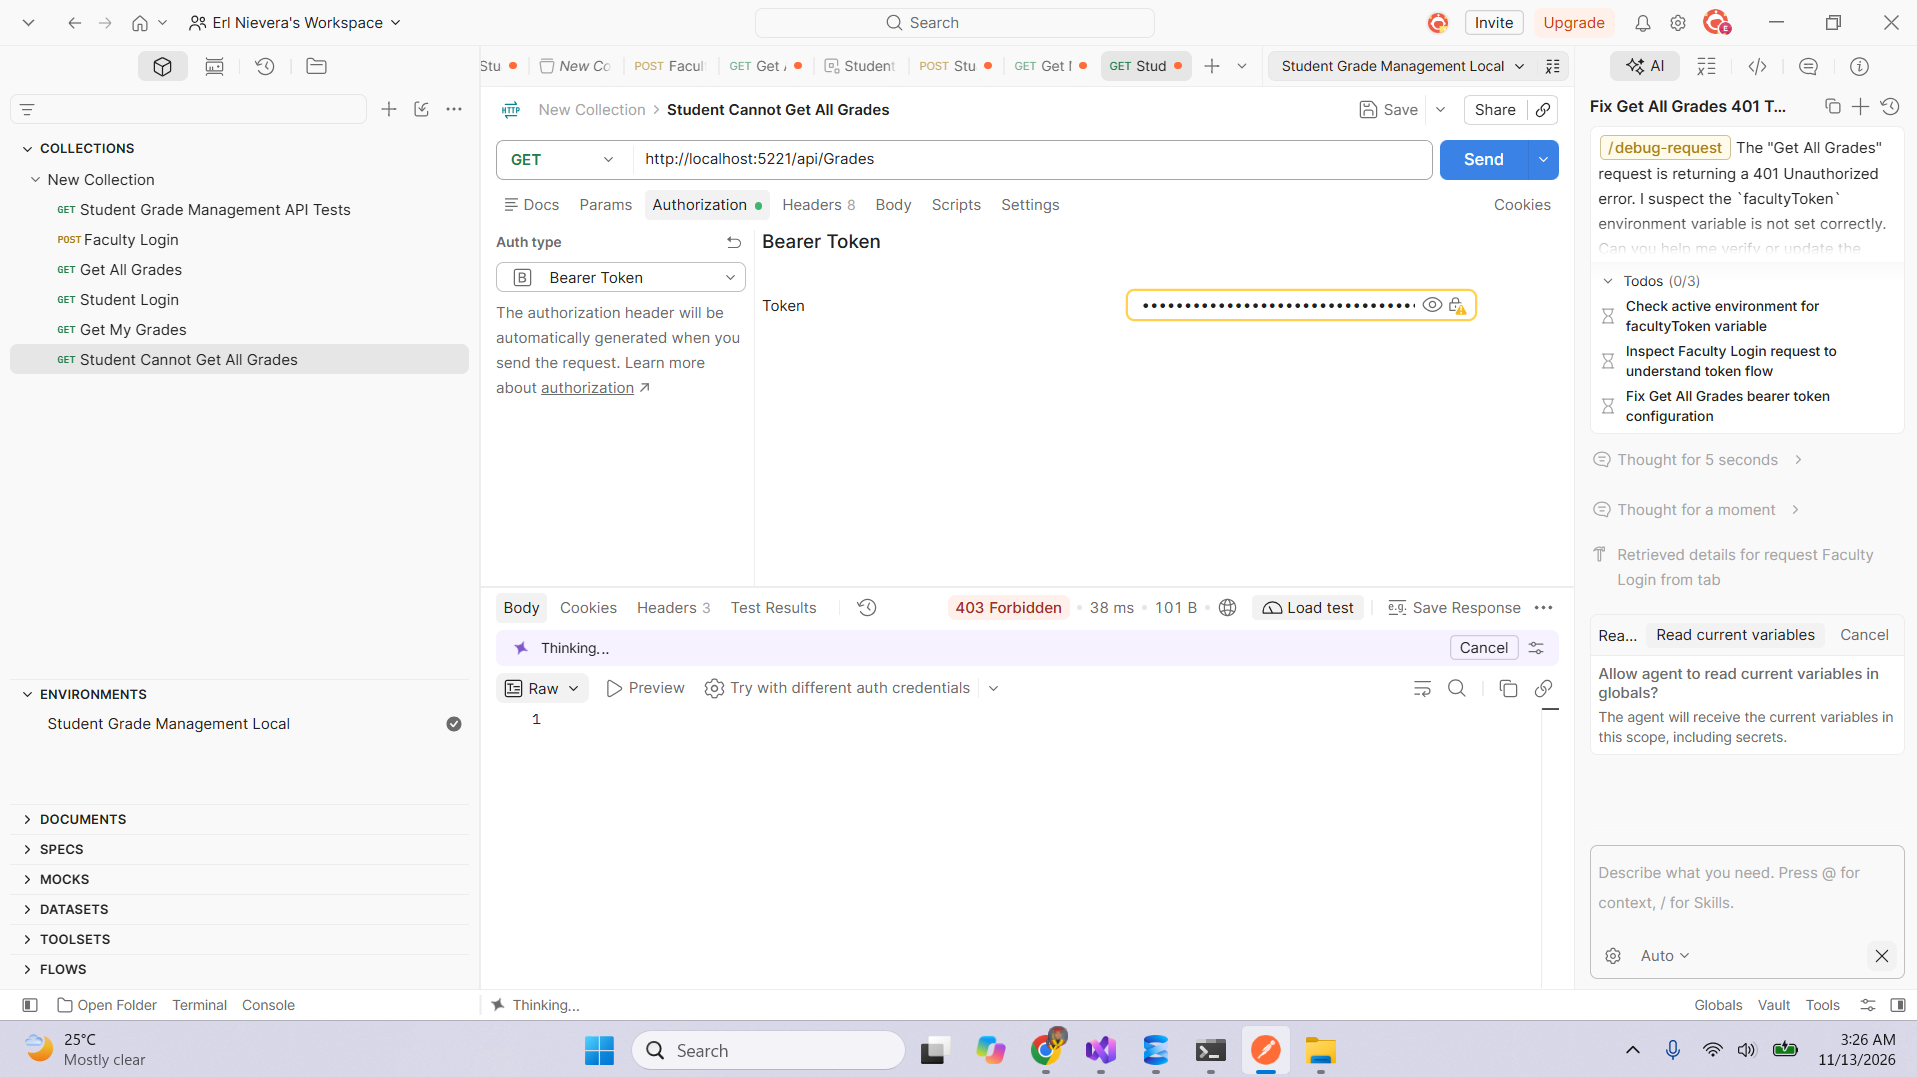 Erl Nievera's Workspace
Search
Invite
Upgrade
E
Stu
New Co
POST Facul
GET Get
Student
POST Stu
GET Get
GET Stud
Student Grade Management Local
AI
HTTP
New Collection > Student Cannot Get All Grades
Save
Share
Fix Get All Grades 401 T...
COLLECTIONS
New Collection
GET Student Grade Management API Tests
POST Faculty Login
GET Get All Grades
GET Student Login
GET Get My Grades
GET Student Cannot Get All Grades
GET
http://localhost:5221/api/Grades
Send
Docs
Params
Authorization
Headers 8
Body
Scripts
Settings
Cookies
Auth type
B Bearer Token
The authorization header will be
automatically generated when you
send the request. Learn more
about authorization
Bearer Token
Token
/debug-request The "Get All Grades"
request is returning a 401 Unauthorized
error. I suspect the `facultyToken`
environment variable is not set correctly.
Can you help me verify or update the
Todos (0/3)
Check active environment for
facultyToken variable
Inspect Faculty Login request to
understand token flow
Fix Get All Grades bearer token
configuration
Thought for 5 seconds
Thought for a moment
Retrieved details for request Faculty
Login from tab
Rea...
Read current variables
Cancel
Allow agent to read current variables in
globals?
The agent will receive the current variables in
this scope, including secrets.
Body
Cookies
Headers 3
Test Results
403 Forbidden
38 ms
101 B
Load test
e.g. Save Response
Thinking...
Cancel
Raw
Preview
Try with different auth credentials
1
ENVIRONMENTS
Student Grade Management Local
DOCUMENTS
SPECS
MOCKS
DATASETS
TOOLSETS
FLOWS
Describe what you need. Press @ for
context, / for Skills.
Auto
Open Folder
Terminal
Console
Thinking...
Globals
Vault
Tools
25°C
Mostly clear
Search
3:26 AM
11/13/2026